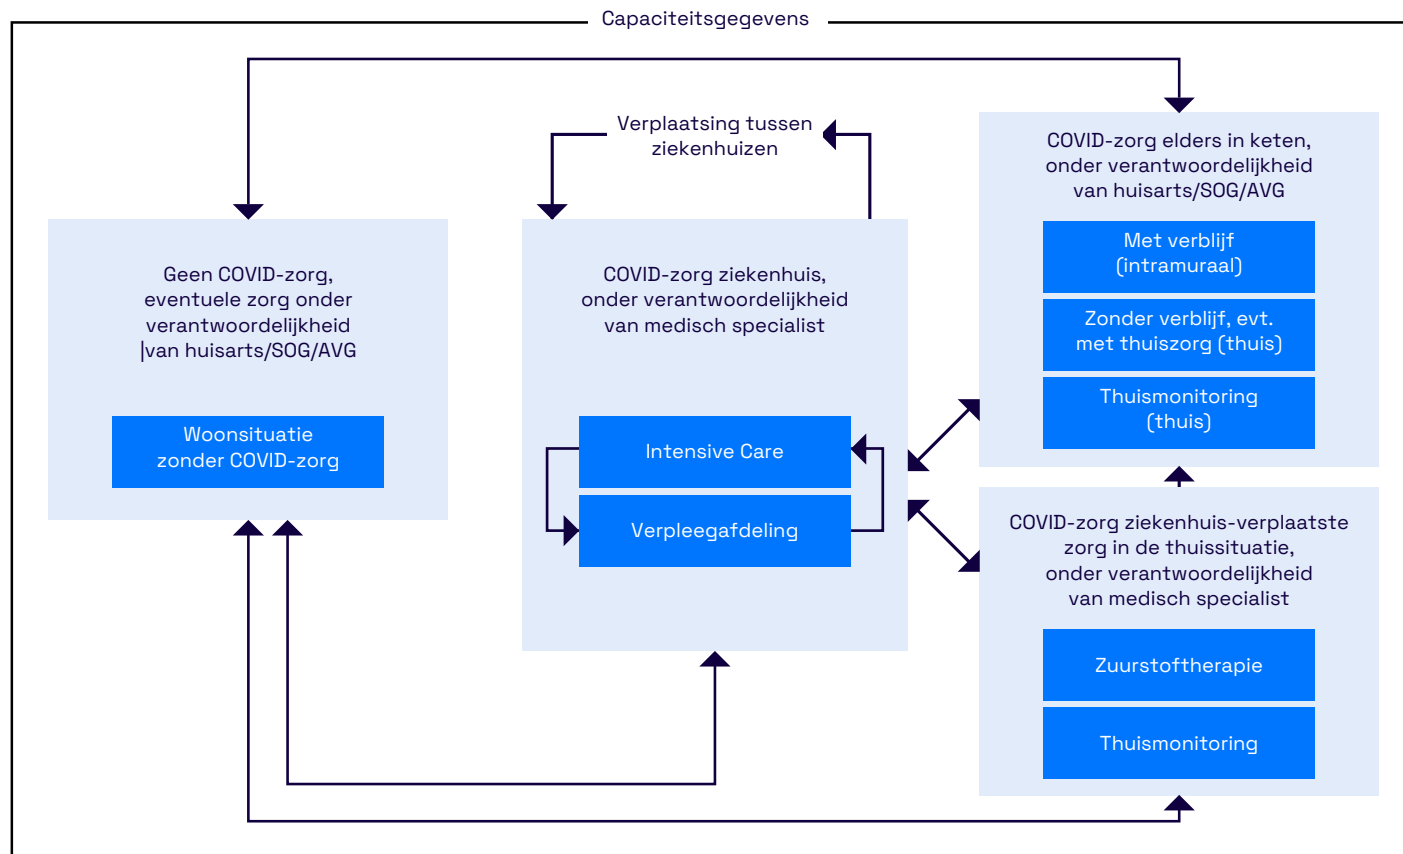 Capaciteitsgegevens
Verplaatsing tussen
ziekenhuizen
Geen COVID-zorg,
eventuele zorg onder
verantwoordelijkheid
|van huisarts/SOG/AVG
Woonsituatie
zonder COVID-zorg
COVID-zorg ziekenhuis,
onder verantwoordelijkheid
van medisch specialist
Intensive Care
Verpleegafdeling
COVID-zorg elders in keten,
onder verantwoordelijkheid
van huisarts/SOG/AVG
Met verblijf
(intramuraal)
Zonder verblijf, evt.
met thuiszorg (thuis)
Thuismonitoring
(thuis)
COVID-zorg ziekenhuis-verplaatste
zorg in de thuissituatie,
onder verantwoordelijkheid
van medisch specialist
Zuurstoftherapie
Thuismonitoring